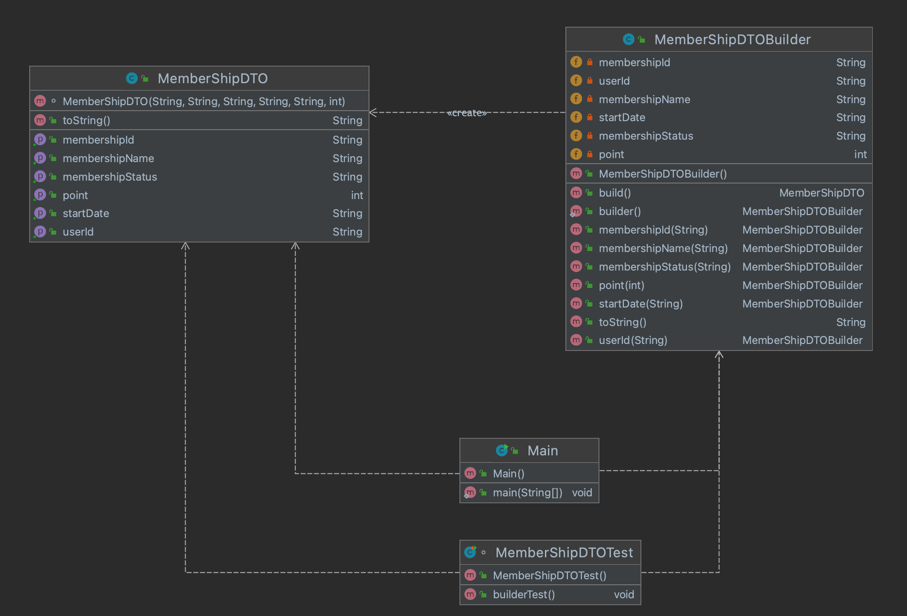 MemberShipDTO
MemberShipDTO(String, String, String, String, String, int)
toString() String
membershipId String
membershipName String
membershipStatus String
point int
startDate String
userId String
«create»
MemberShipDTOBuilder
membershipId String
userId String
membershipName String
startDate String
membershipStatus String
point int
MemberShipDTOBuilder()
build() MemberShipDTO
builder() MemberShipDTOBuilder
membershipId(String) MemberShipDTOBuilder
membershipName(String) MemberShipDTOBuilder
membershipStatus(String) MemberShipDTOBuilder
point(int) MemberShipDTOBuilder
startDate(String) MemberShipDTOBuilder
toString() String
userId(String) MemberShipDTOBuilder
Main
Main()
main(String[]) void
MemberShipDTOTest
MemberShipDTOTest()
builderTest() void